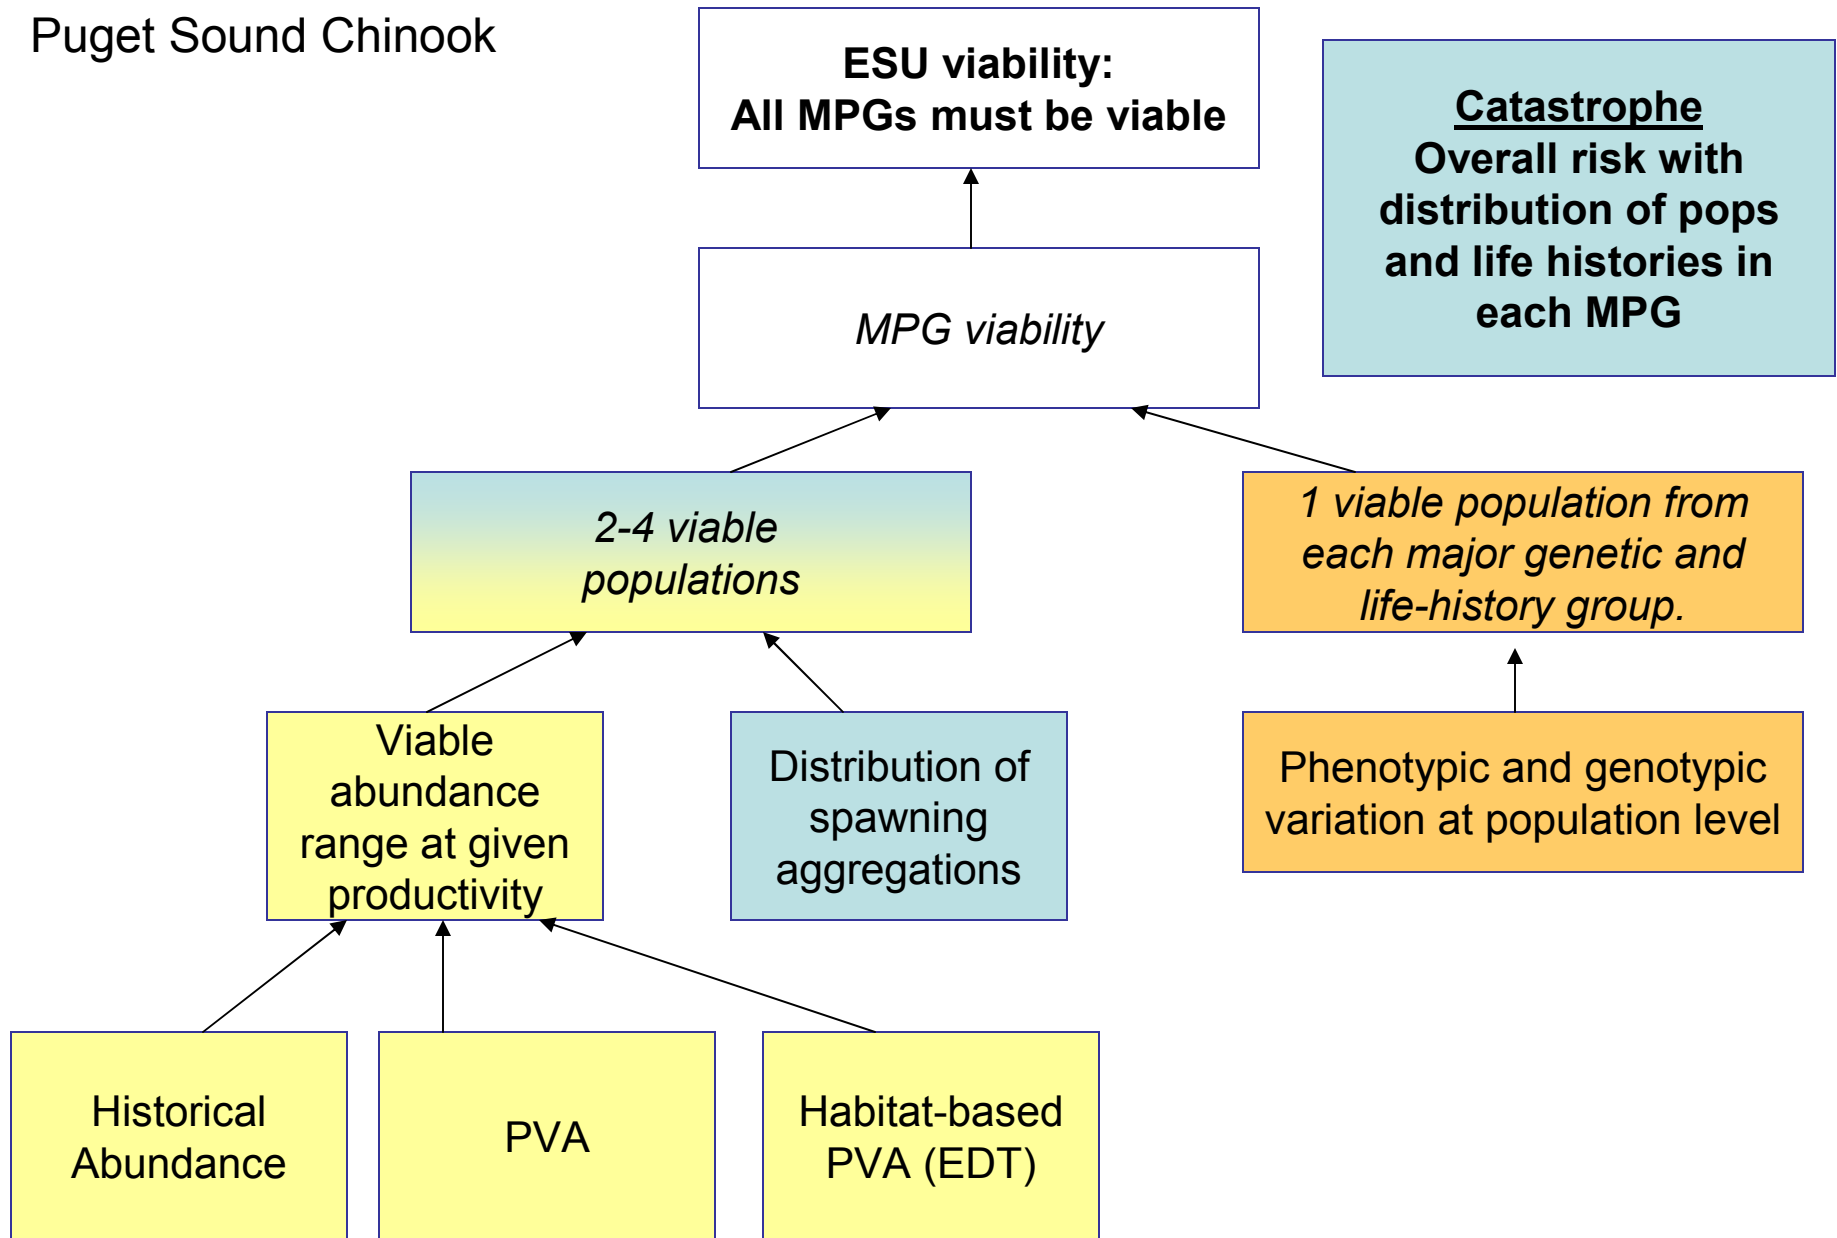 Puget Sound Chinook
ESU viability:
All MPGs must be viable
Catastrophe
Overall risk with
distribution of pops
and life histories in
each MPG
MPG viability
2-4 viable
populations
1 viable population from
each major genetic and
life-history group.
Viable
abundance
range at given
productivity
Distribution of
spawning
aggregations
Phenotypic and genotypic
variation at population level
Historical
Abundance
PVA
Habitat-based
PVA (EDT)